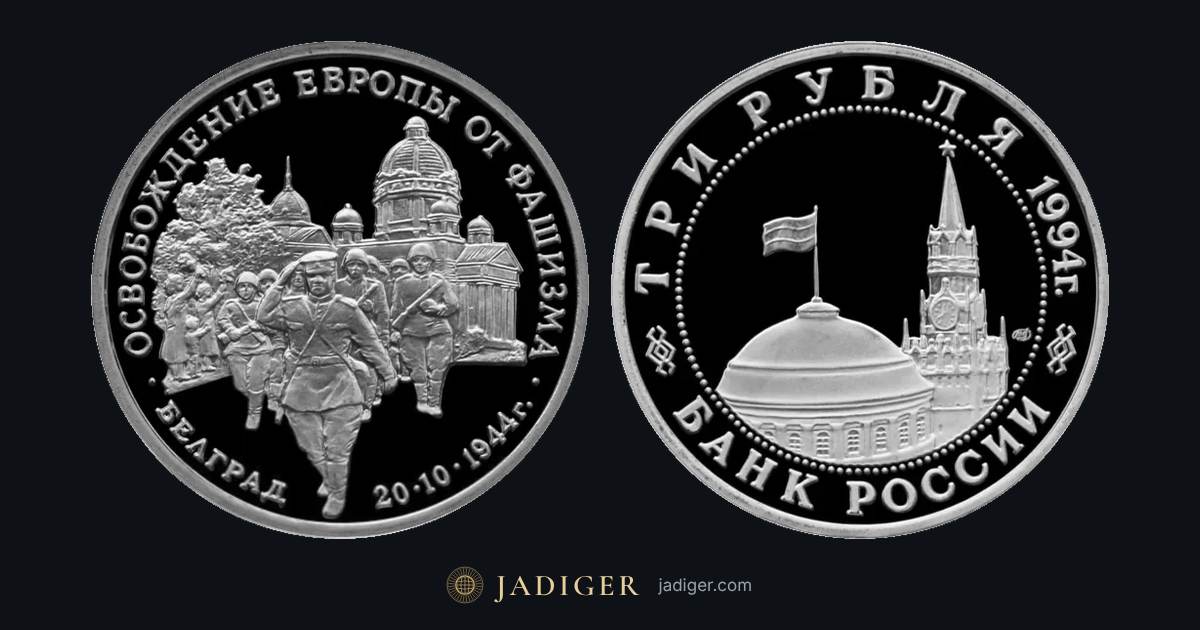 ОСВОБОЖДЕНИЕ ЕВРОПЫ ОТ ФАШИЗМА
• БЕЛГРАД 20•10•1944г. •
ТРИ РУБЛЯ 1994г.
БАНК РОССИИ
JADIGER jadiger.com